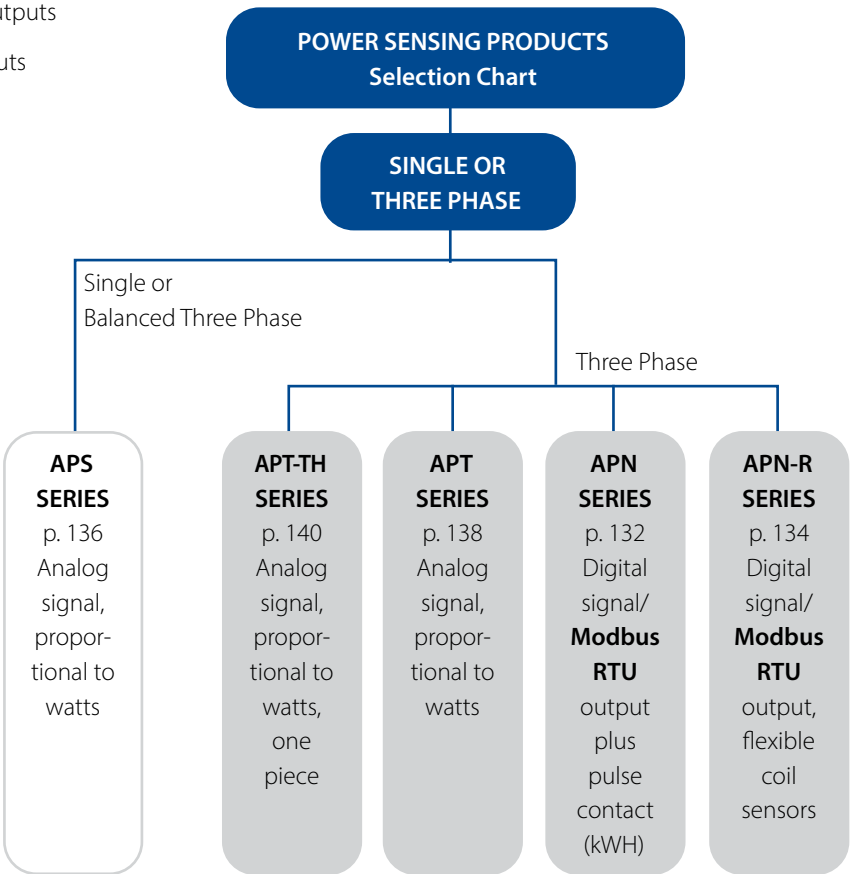 POWER SENSING PRODUCTS
Selection Chart
SINGLE OR
THREE PHASE
Single or
Balanced Three Phase
Three Phase
APS
SERIES
p. 136
Analog
signal,
propor-
tional to
watts
APT-TH
SERIES
p. 140
Analog
signal,
propor-
tional to
watts,
one
piece
APT
SERIES
p. 138
Analog
signal,
propor-
tional to
watts
APN
SERIES
p. 132
Digital
signal/
Modbus
RTU
output
plus
pulse
contact
(kWH)
APN-R
SERIES
p. 134
Digital
signal/
Modbus
RTU
output,
flexible
coil
sensors